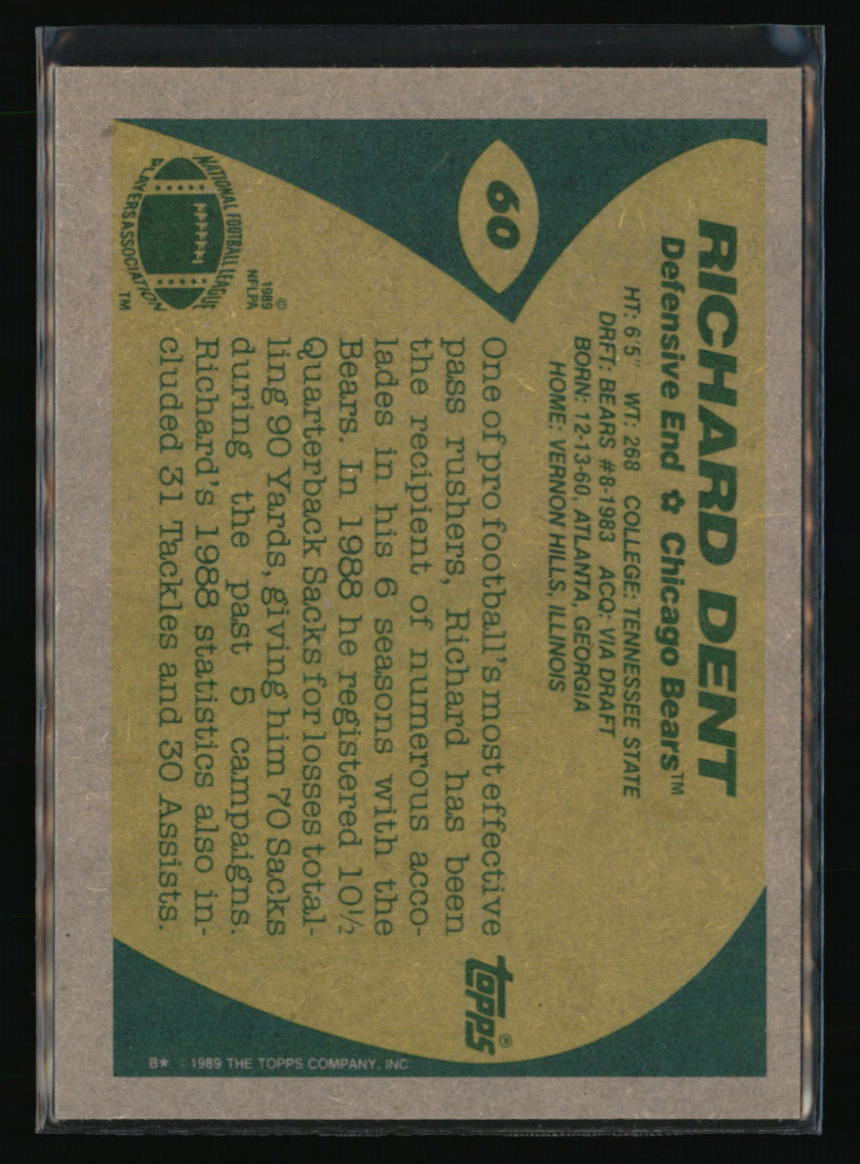 60
RICHARD DENT
Defensive End ✿ Chicago Bears™
HT: 6'5" WT: 268 COLLEGE: TENNESSEE STATE
DRFT: BEARS #8-1983 ACQ: VIA DRAFT
BORN: 12-13-60, ATLANTA, GEORGIA
HOME: VERNON HILLS, ILLINOIS
One of pro football's most effective
pass rushers, Richard has been
the recipient of numerous acco-
lades in his 6 seasons with the
Bears. In 1988 he registered 10½
Quarterback Sacks for losses total-
ling 90 Yards, giving him 70 Sacks
during the past 5 campaigns.
Richard's 1988 statistics also in-
cluded 31 Tackles and 30 Assists.
©
1989
NFLPA
NATIONAL FOOTBALL LEAGUE
PLAYERS ASSOCIATION
TM
topps®
B★ 1989 THE TOPPS COMPANY, INC.